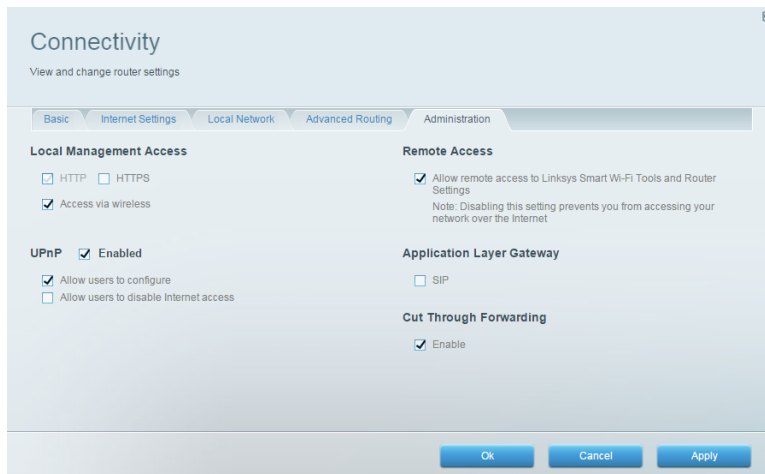 Connectivity
View and change router settings
Basic
Internet Settings
Local Network
Advanced Routing
Administration
Local Management Access
HTTP
HTTPS
Access via wireless
UPnP
Enabled
Allow users to configure
Allow users to disable Internet access
Remote Access
Allow remote access to Linksys Smart Wi-Fi Tools and Router
Settings
Note: Disabling this setting prevents you from accessing your
network over the Internet
Application Layer Gateway
SIP
Cut Through Forwarding
Enable
Ok
Cancel
Apply